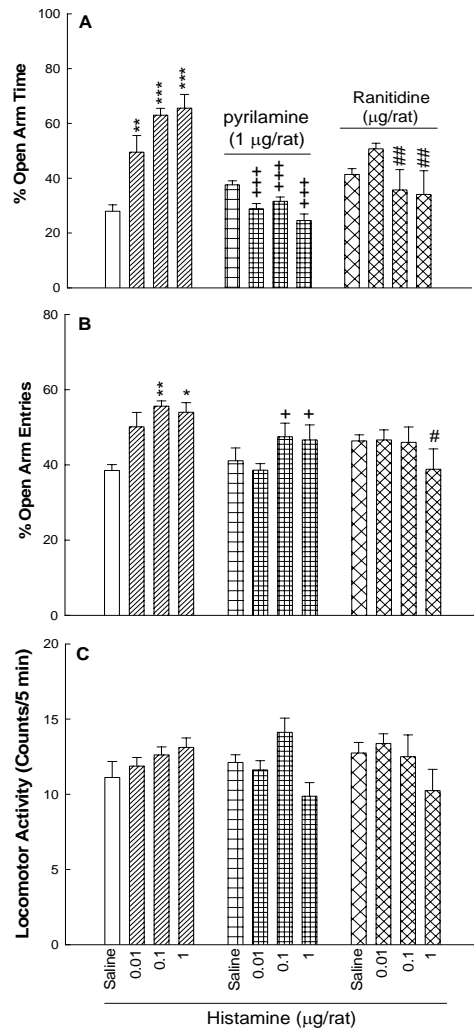 A
% Open Arm Time
100
80
60
40
20
0
**
***
***
pyrilamine
(1 µg/rat)
+++
+++
+++
Ranitidine
(µg/rat)
##
##
B
% Open Arm Entries
80
60
40
20
0
**
*
+
+
#
C
Locomotor Activity (Counts/5 min)
20
15
10
5
0
Saline
0.01
0.1
1
Saline
0.01
0.1
1
Saline
0.01
0.1
1
Histamine (µg/rat)